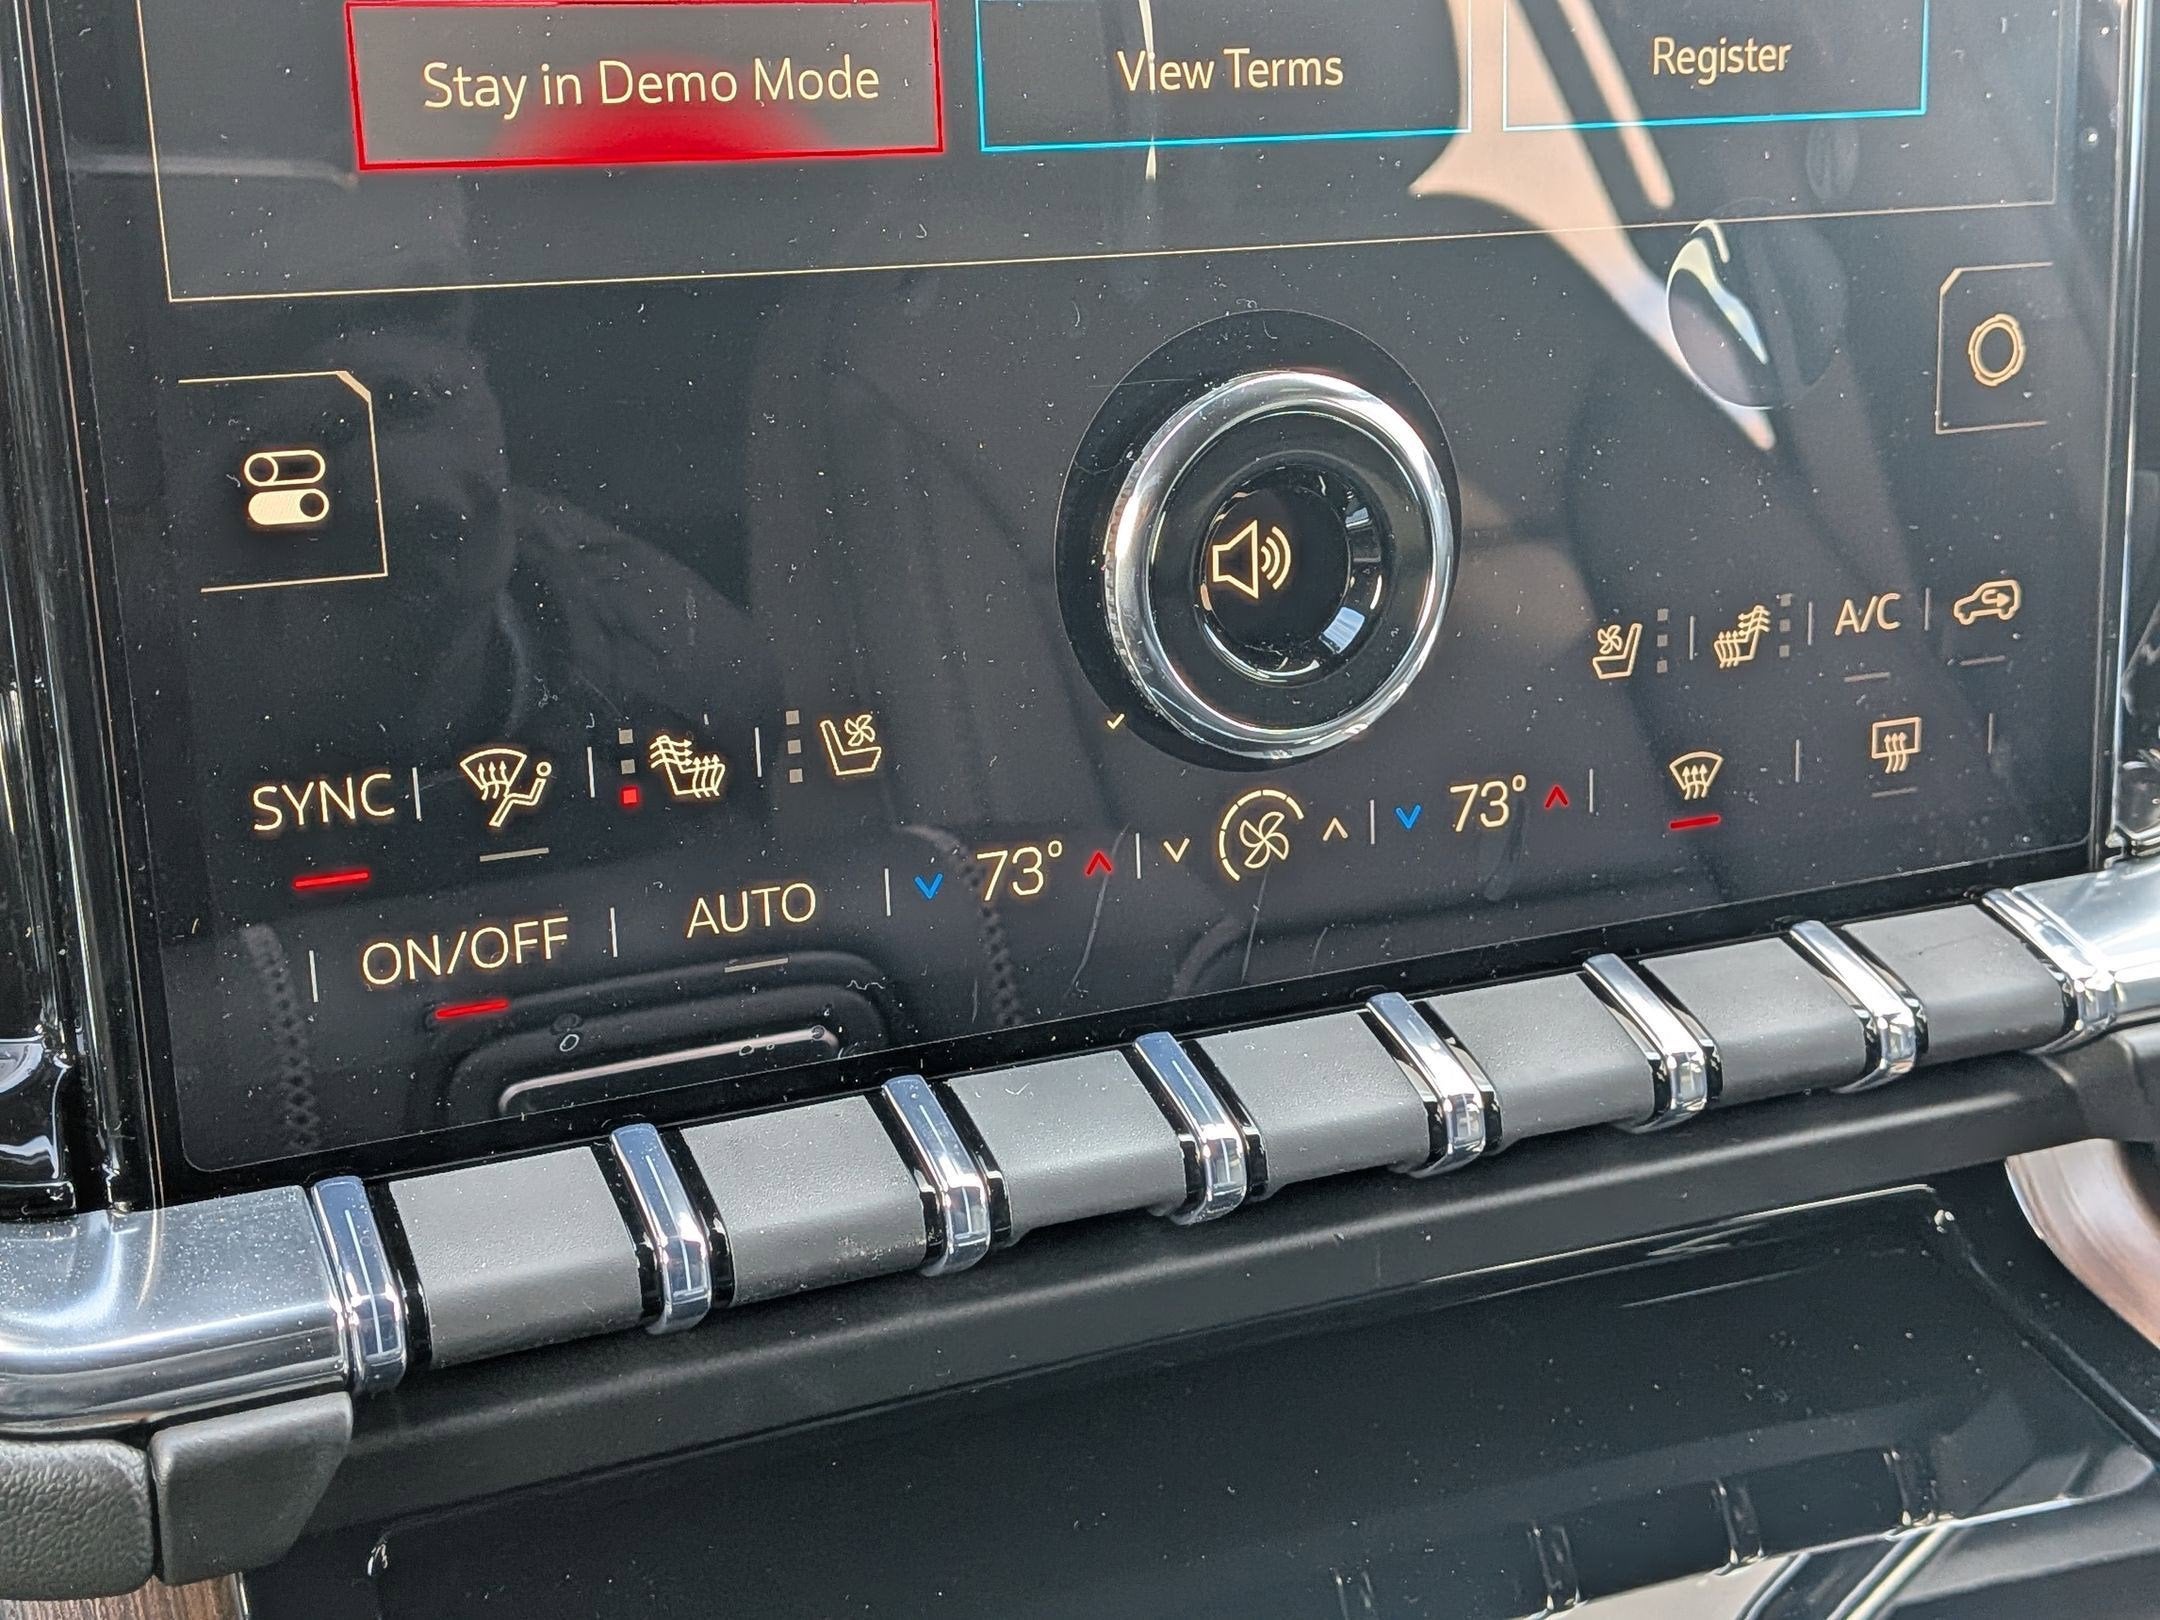 Stay in Demo Mode
View Terms
Register
A/C
SYNC
73°
73°
ON/OFF
AUTO